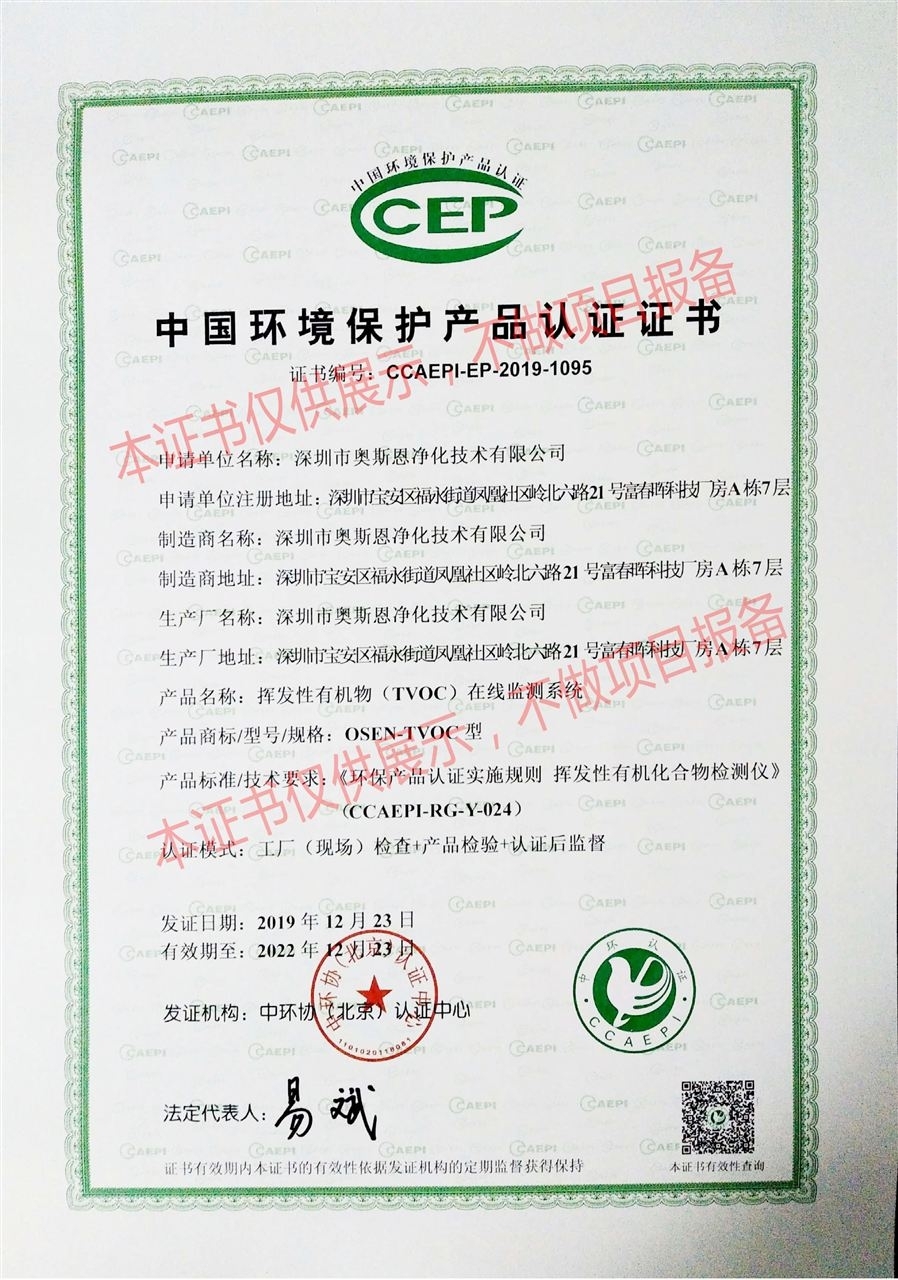 中国环境保护产品认证
CEP
中国环境保护产品认证证书
证书编号：CCAEPI-EP-2019-1095
本证书仅供展示，不做项目报备
申请单位名称：深圳市奥斯恩净化技术有限公司
申请单位注册地址：深圳市宝安区福永街道凤凰社区岭北六路21号富春晖科技厂房A栋7层
制造商名称：深圳市奥斯恩净化技术有限公司
制造商地址：深圳市宝安区福永街道凤凰社区岭北六路21号富春晖科技厂房A栋7层
生产厂名称：深圳市奥斯恩净化技术有限公司
生产厂地址：深圳市宝安区福永街道凤凰社区岭北六路21号富春晖科技厂房A栋7层
产品名称：挥发性有机物（TVOC）在线监测系统
产品商标/型号/规格：OSEN-TVOC型
产品标准/技术要求：《环保产品认证实施规则 挥发性有机化合物检测仪》
（CCAEPI-RG-Y-024）
本证书仅供展示，不做项目报备
认证模式：工厂（现场）检查+产品检验+认证后监督
发证日期：2019年12月23日
有效期至：2022年12月23日
发证机构：中环协（北京）认证中心
中环协（北京）认证中心
1101020118081
中环认证
CCAEPI
法定代表人：易斌
证书有效期内本证书的有效性依据发证机构的定期监督获得保持
本证书有效性查询